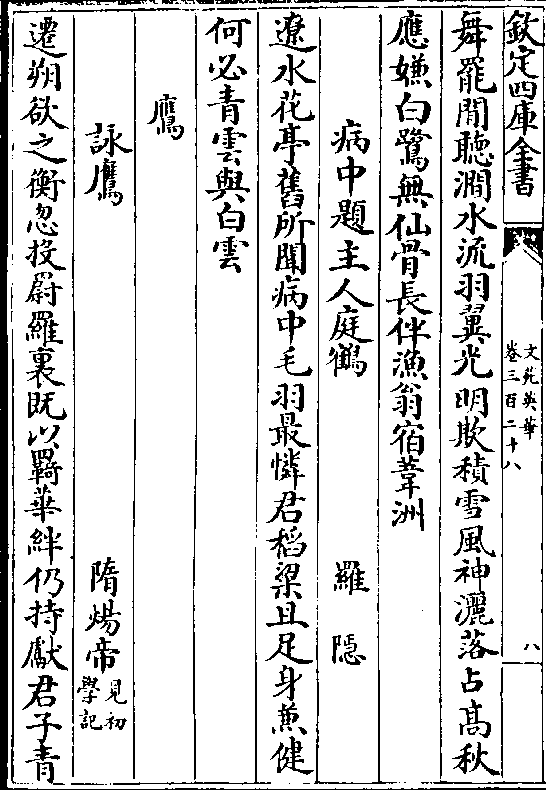 欽定四庫全書
文苑英華
卷三百二十八
八
舞罷閒聽澗水流羽翼光明欺積雪風神灑落占髙秋
應嫌白鷺無仙骨長伴漁翁宿葦洲
病中題主人庭鶴 羅隱
遼水花亭舊所聞病中毛羽最憐君稻粱且足身兼健
何必青雲與白雲
鷹
詠鷹 隋煬帝見初學記
遷朔欲之衡忽投罻羅裏既以羈華絆仍持獻君子青